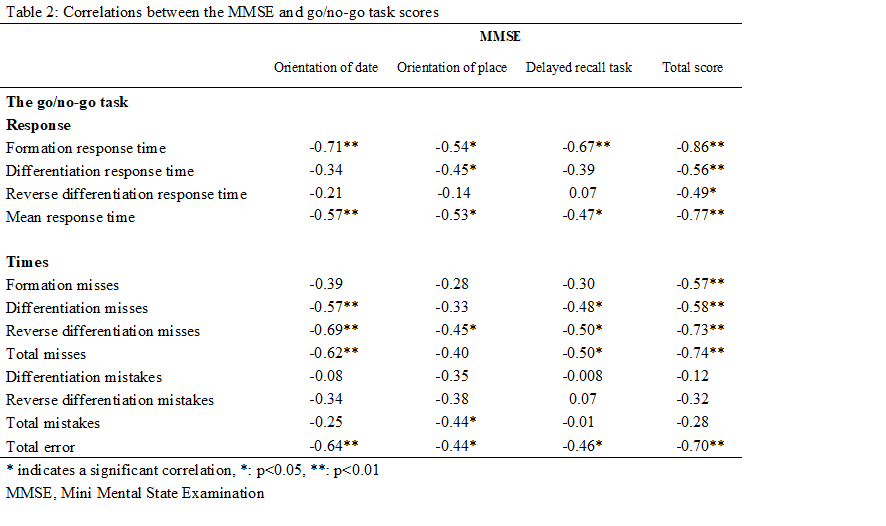 Table 2: Correlations between the MMSE and go/no-go task scores
MMSE
Orientation of date Orientation of place Delayed recall task Total score
The go/no-go task
Response
Formation response time -0.71** -0.54* -0.67** -0.86**
Differentiation response time -0.34 -0.45* -0.39 -0.56**
Reverse differentiation response time -0.21 -0.14 0.07 -0.49*
Mean response time -0.57** -0.53* -0.47* -0.77**
Times
Formation misses -0.39 -0.28 -0.30 -0.57**
Differentiation misses -0.57** -0.33 -0.48* -0.58**
Reverse differentiation misses -0.69** -0.45* -0.50* -0.73**
Total misses -0.62** -0.40 -0.50* -0.74**
Differentiation mistakes -0.08 -0.35 -0.008 -0.12
Reverse differentiation mistakes -0.34 -0.38 0.07 -0.32
Total mistakes -0.25 -0.44* -0.01 -0.28
Total error -0.64** -0.44* -0.46* -0.70**
* indicates a significant correlation, *: p<0.05, **: p<0.01
MMSE, Mini Mental State Examination